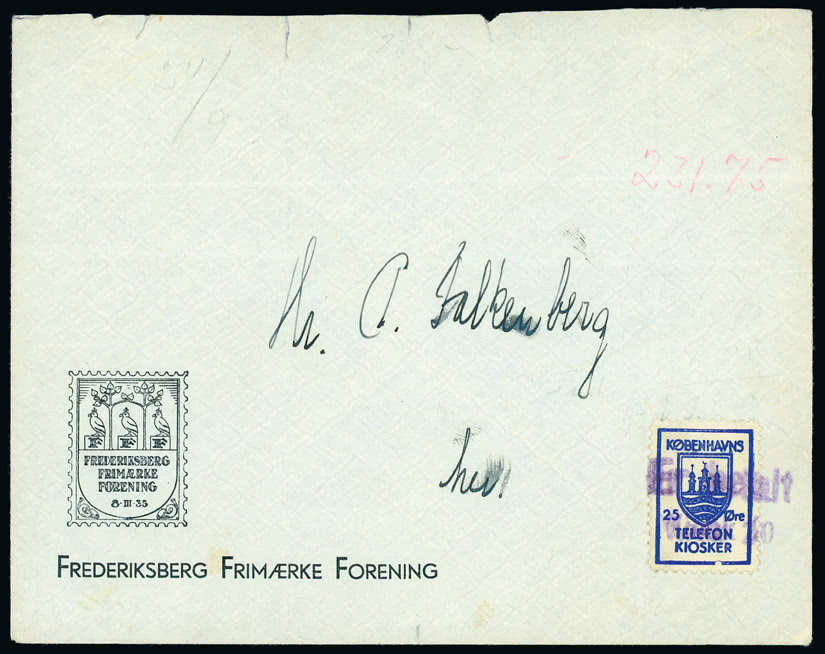 24/9
221.75
Hr. C. Falkenberg
her
FREDERIKSBERG
FRIMÆRKE
FORENING
8·III·35
FREDERIKSBERG FRIMÆRKE FORENING
KØBENHAVNS
25 Øre
TELEFON
KIOSKER